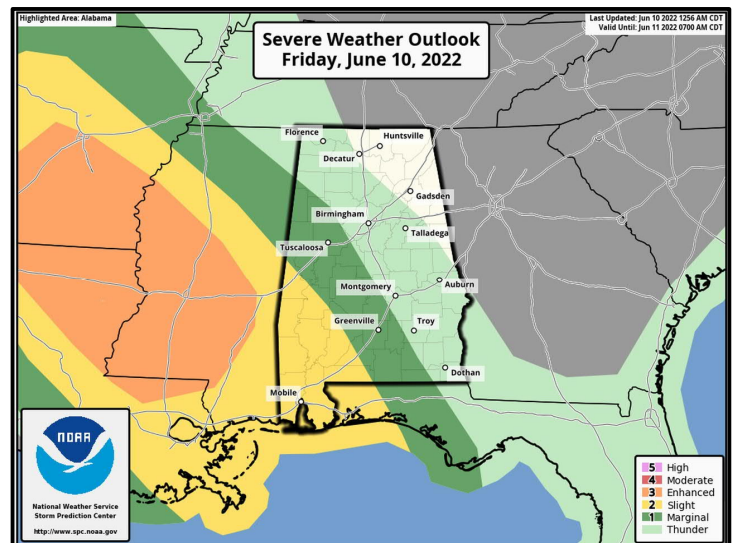 Highlighted Area: Alabama
Last Updated: Jun 10 2022 1256 AM CDT
Valid Until: Jun 11 2022 0700 AM CDT
Severe Weather Outlook
Friday, June 10, 2022
Florence
Huntsville
Decatur
Gadsden
Birmingham
Talladega
Tuscaloosa
Montgomery
Auburn
Greenville
Troy
Dothan
Mobile
NOAA
National Weather Service
Storm Prediction Center
http://www.spc.noaa.gov
5 High
4 Moderate
3 Enhanced
2 Slight
1 Marginal
Thunder